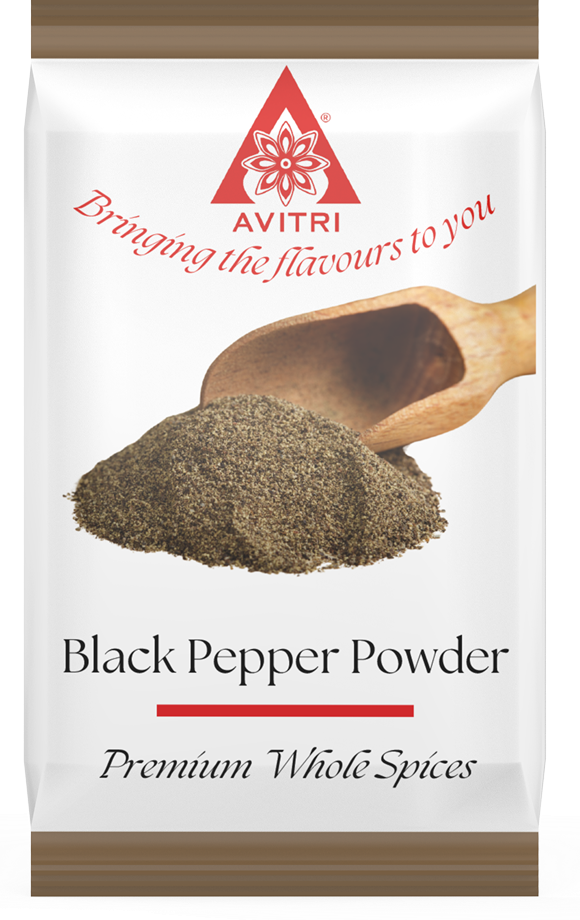 ®
AVITRI
Bringing the flavours to you
Black Pepper Powder
Premium Whole Spices